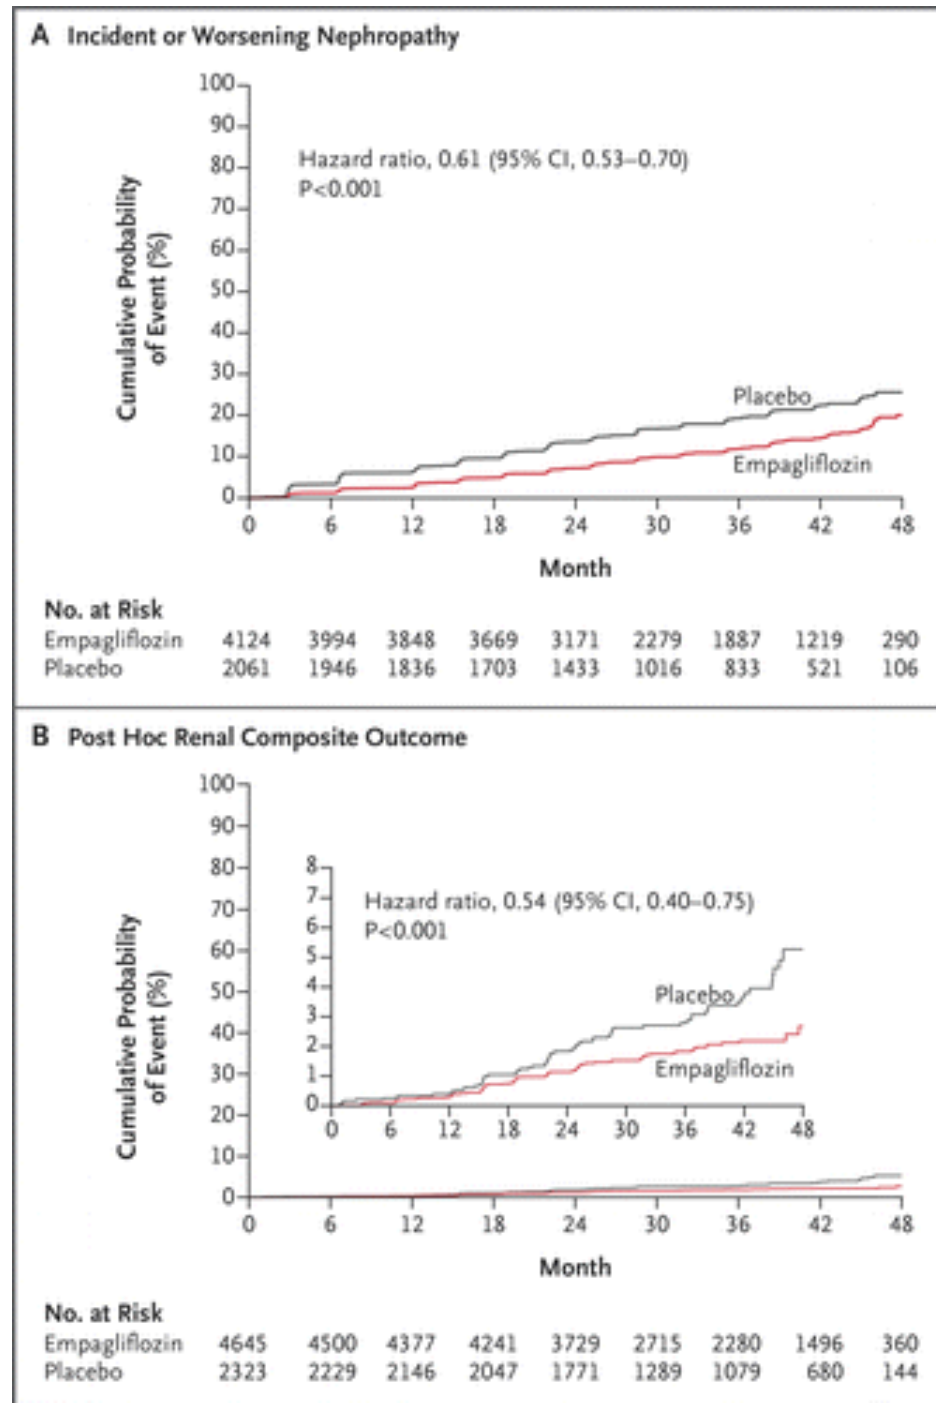 A Incident or Worsening Nephropathy
100
90
80
70
60
50
40
30
20
10
0
Cumulative Probability
of Event (%)
Hazard ratio, 0.61 (95% CI, 0.53–0.70)
P<0.001
Placebo
Empagliflozin
0 6 12 18 24 30 36 42 48
Month
No. at Risk
Empagliflozin 4124 3994 3848 3669 3171 2279 1887 1219 290
Placebo 2061 1946 1836 1703 1433 1016 833 521 106
B Post Hoc Renal Composite Outcome
100
90
80
70
60
50
40
30
20
10
0
Cumulative Probability
of Event (%)
8
7
6
5
4
3
2
1
0
Hazard ratio, 0.54 (95% CI, 0.40–0.75)
P<0.001
Placebo
Empagliflozin
0 6 12 18 24 30 36 42 48
0 6 12 18 24 30 36 42 48
Month
No. at Risk
Empagliflozin 4645 4500 4377 4241 3729 2715 2280 1496 360
Placebo 2323 2229 2146 2047 1771 1289 1079 680 144